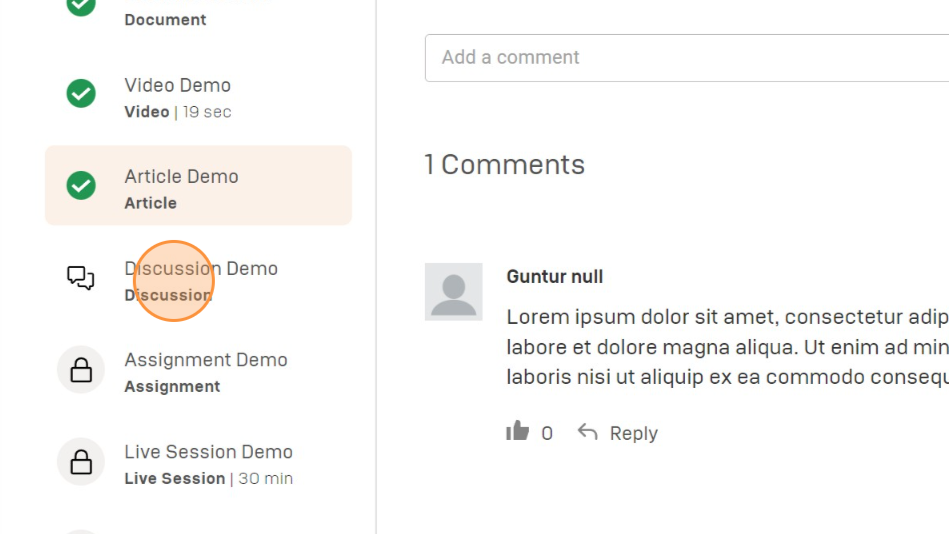 Document
Video Demo
Video | 19 sec
Article Demo
Article
Discussion Demo
Discussion
Assignment Demo
Assignment
Live Session Demo
Live Session | 30 min
Add a comment
1 Comments
Guntur null
Lorem ipsum dolor sit amet, consectetur adip
labore et dolore magna aliqua. Ut enim ad min
laboris nisi ut aliquip ex ea commodo consequ
0 Reply